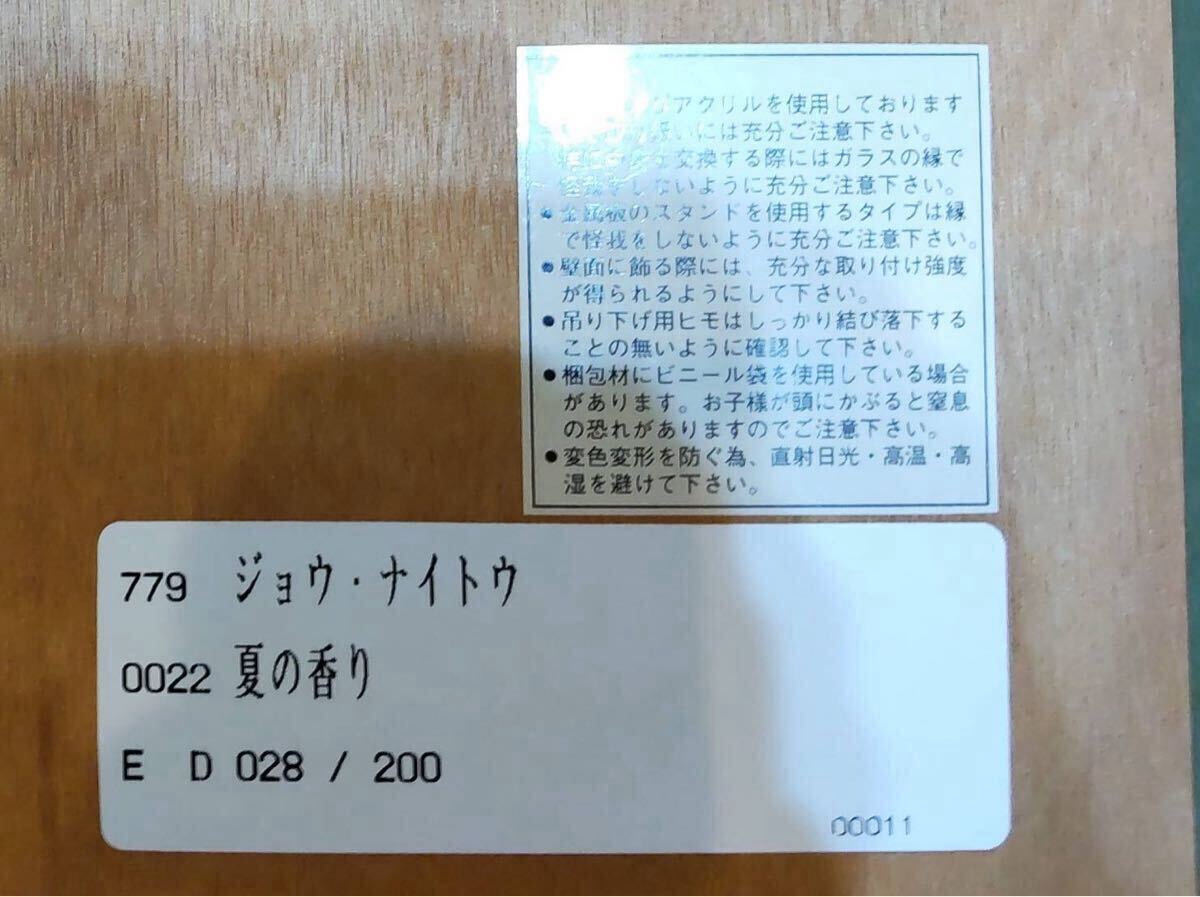 アクリルを使用しております
には充分ご注意下さい。
交換する際にはガラスの縁で
しないように充分ご注意下さい。
●金属板のスタンドを使用するタイプは縁
で怪我をしないように充分ご注意下さい。
●壁面に飾る際には、充分な取り付け強度
が得られるようにして下さい。
●吊り下げ用ヒモはしっかり結び落下する
ことの無いように確認して下さい。
●梱包材にビニール袋を使用している場合
があります。お子様が頭にかぶると窒息
の恐れがありますのでご注意下さい。
●変色変形を防ぐ為、直射日光・高温・高
湿を避けて下さい。
779 ジョウ・ナイトウ
0022 夏の香り
E D 028 / 200
00011